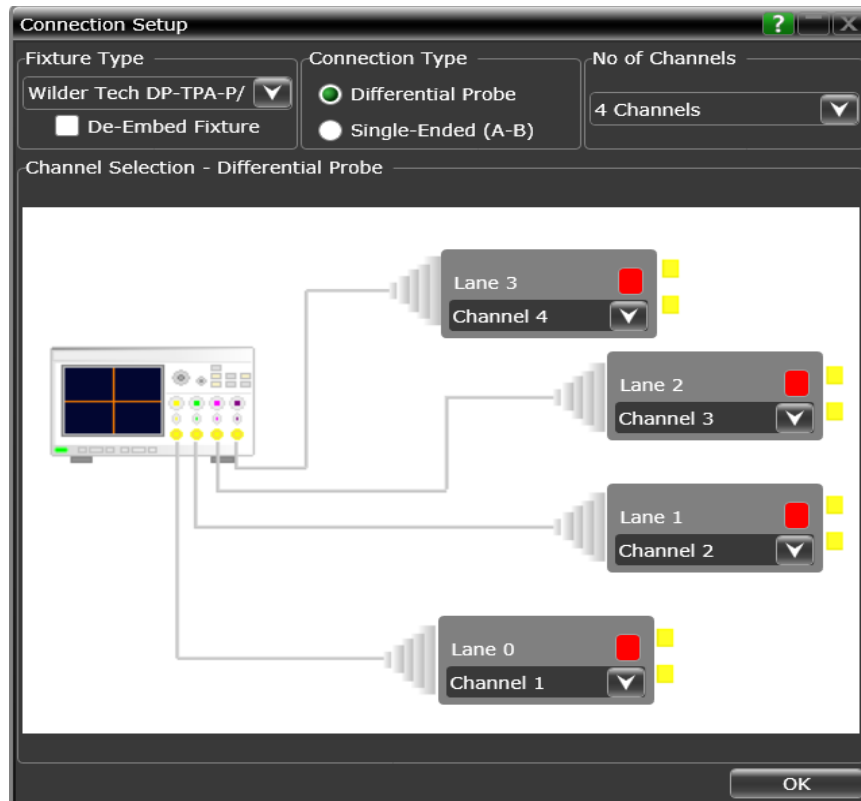 Connection Setup
?
Fixture Type
Connection Type
No of Channels
Wilder Tech DP-TPA-P/
De-Embed Fixture
Differential Probe
Single-Ended (A-B)
4 Channels
Channel Selection - Differential Probe
Lane 3
Channel 4
Lane 2
Channel 3
Lane 1
Channel 2
Lane 0
Channel 1
OK